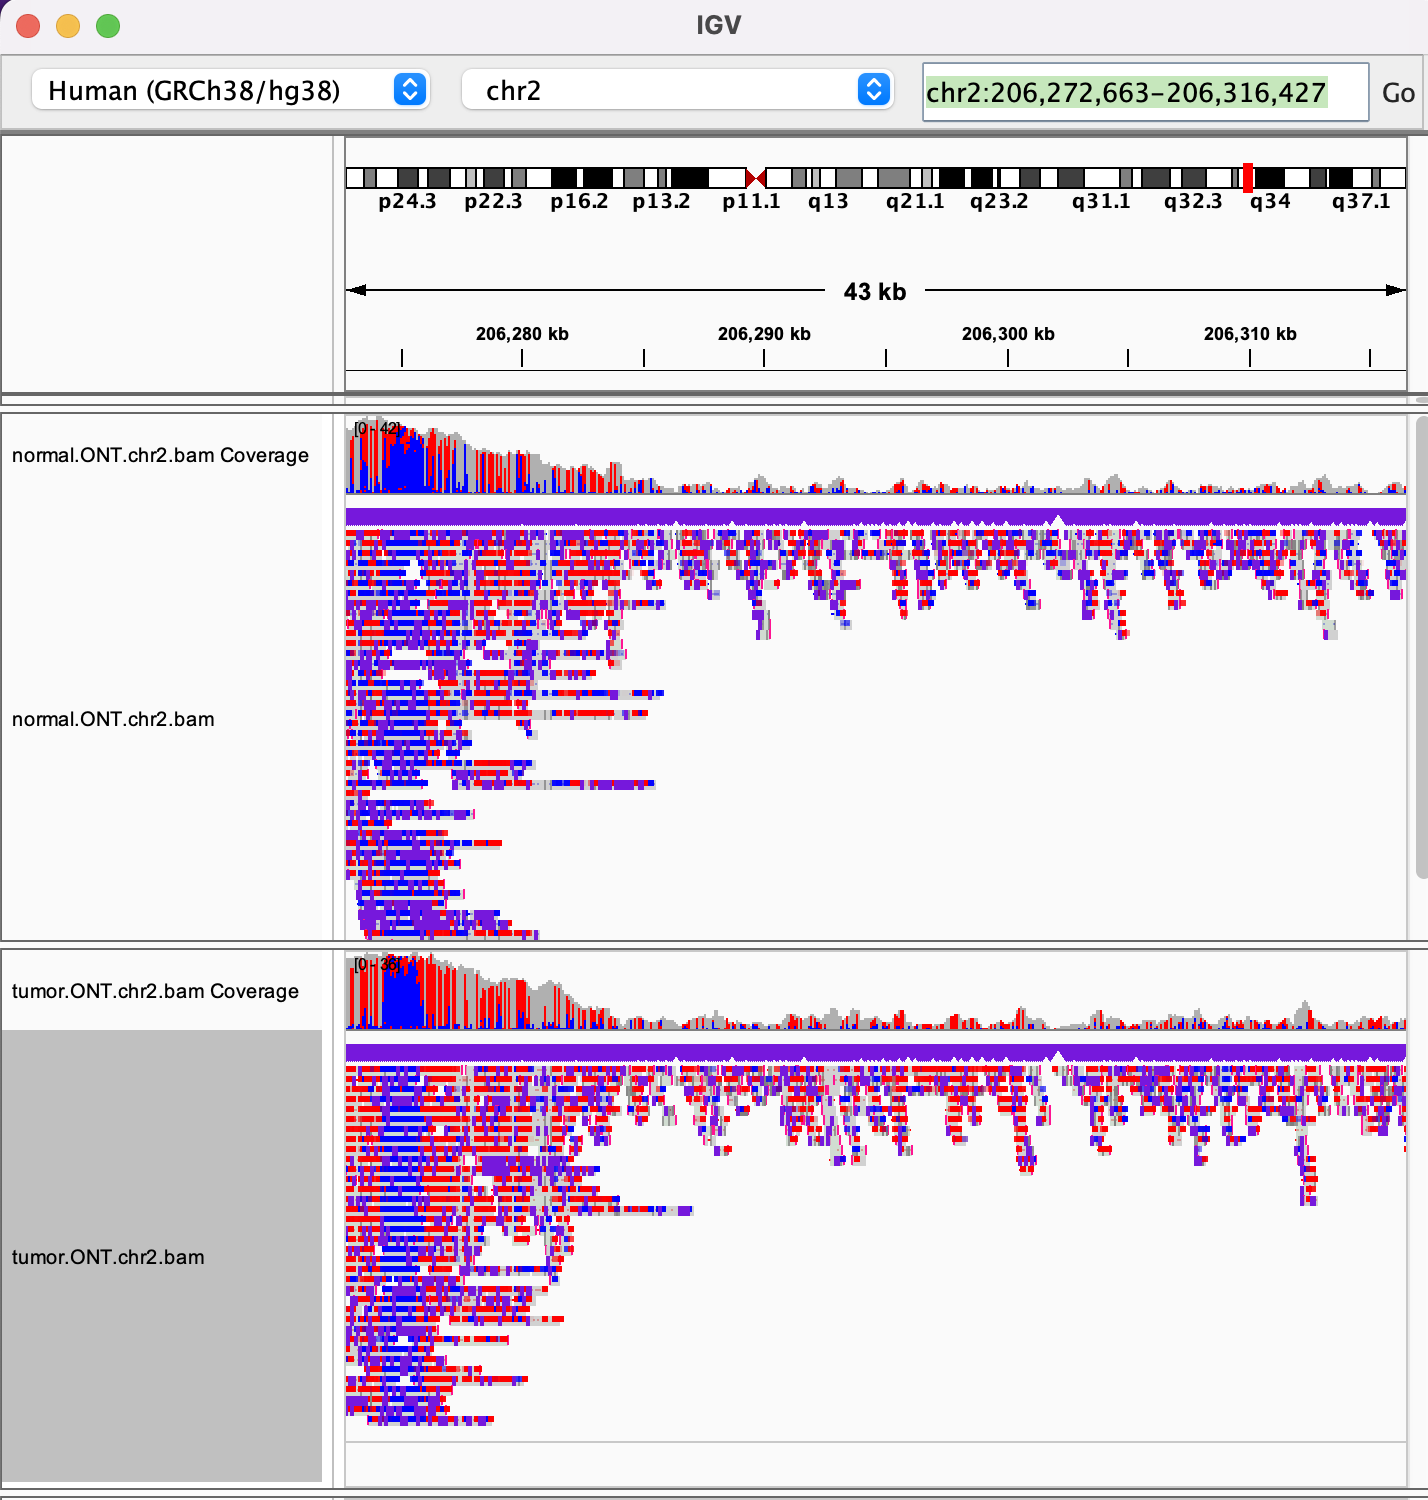 IGV
Human (GRCh38/hg38)
chr2
chr2:206,272,663-206,316,427
Go
p24.3 p22.3 p16.2 p13.2 p11.1 q13 q21.1 q23.2 q31.1 q32.3 q34 q37.1
43 kb
206,280 kb 206,290 kb 206,300 kb 206,310 kb
[0 - 42]
normal.ONT.chr2.bam Coverage
normal.ONT.chr2.bam
tumor.ONT.chr2.bam Coverage
tumor.ONT.chr2.bam